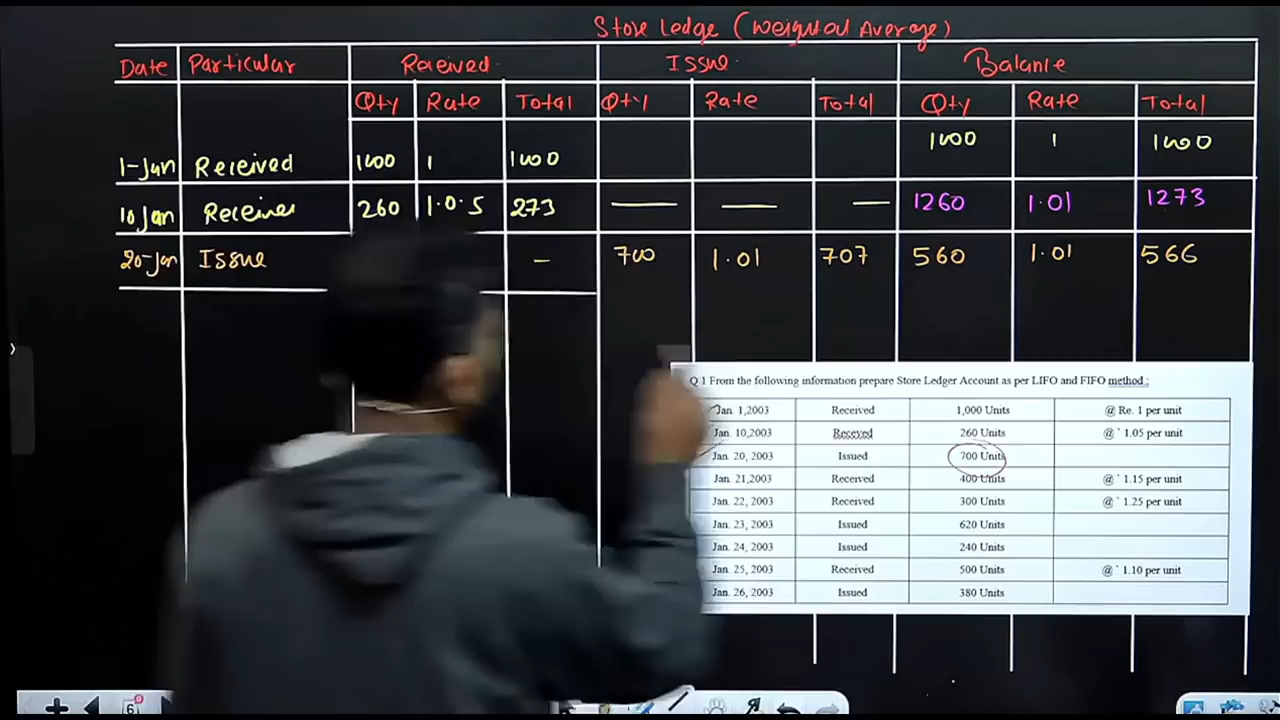 Store Ledge (Weighted Average)
Date Particular Received Issue Balance
Qty Rate Total Qty Rate Total Qty Rate Total
1-Jan Received 1000 1 1000 1000 1 1000
10 Jan Receives 260 1.0.5 273 — — — 1260 1.01 1273
20-Jan Issue - 700 1.01 707 560 1.01 566
Q.1 From the following information prepare Store Ledger Account as per LIFO and FIFO method :
Jan. 1,2003 Received 1,000 Units @ Re. 1 per unit
Jan. 10,2003 Receved 260 Units @ ` 1.05 per unit
Jan. 20, 2003 Issued 700 Units
Jan. 21,2003 Received 400 Units @ ` 1.15 per unit
Jan. 22, 2003 Received 300 Units @ ` 1.25 per unit
Jan. 23, 2003 Issued 620 Units
Jan. 24, 2003 Issued 240 Units
Jan. 25, 2003 Received 500 Units @ ` 1.10 per unit
Jan. 26, 2003 Issued 380 Units
6